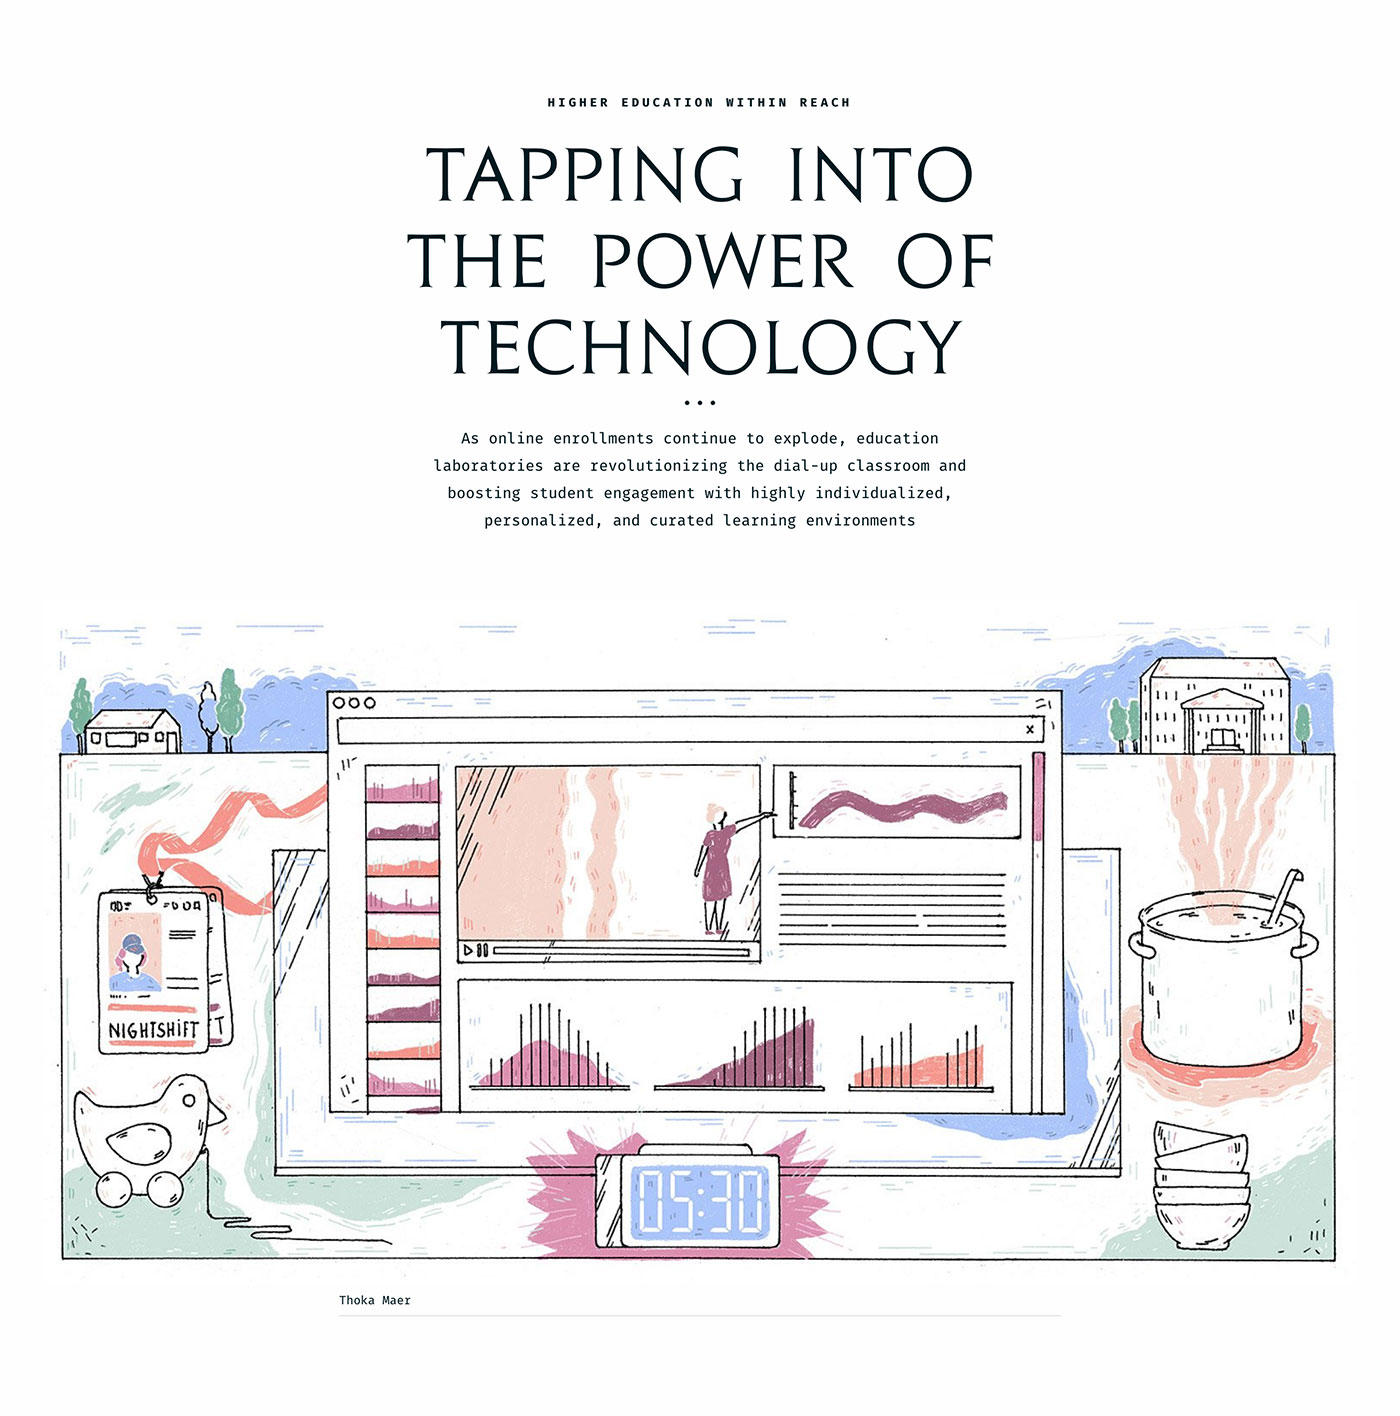 HIGHER EDUCATION WITHIN REACH
TAPPING INTO
THE POWER OF
TECHNOLOGY
...
As online enrollments continue to explode, education
laboratories are revolutionizing the dial-up classroom and
boosting student engagement with highly individualized,
personalized, and curated learning environments
x
NIGHTSHIFT
T
05:30
Thoka Maer